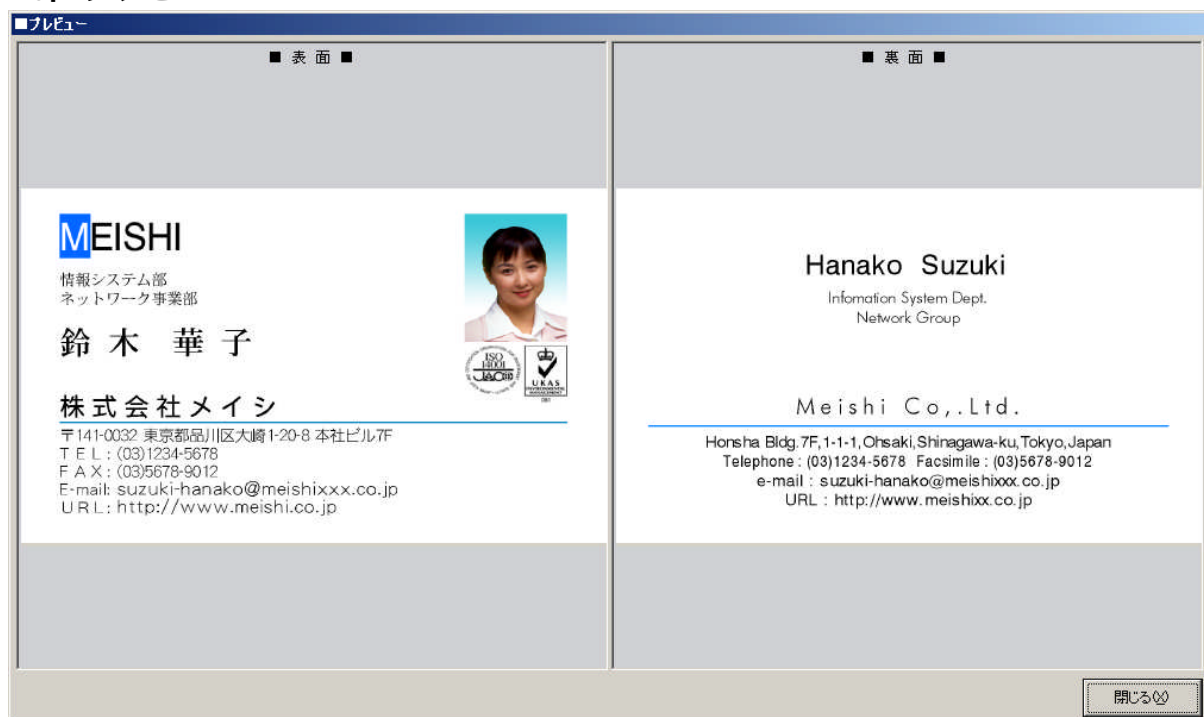 ■プレビュー
■ 表 面 ■
MEISHI
情報システム部
ネットワーク事業部
鈴 木 華 子
ISO
14001
JACO
UKAS
ENVIRONMENTAL
MANAGEMENT
株式会社メイシ
〒141-0032 東京都品川区大崎1-20-8 本社ビル7F
T E L : (03)1234-5678
F A X : (03)5678-9012
E-mail: suzuki-hanako@meishixxx.co.jp
U R L : http://www.meishi.co.jp
■ 裏 面 ■
Hanako Suzuki
Infomation System Dept.
Network Group
Meishi Co,.Ltd.
Honsha Bldg.7F,1-1-1,Ohsaki,Shinagawa-ku,Tokyo,Japan
Telephone : (03)1234-5678 Facsimile : (03)5678-9012
e-mail : suzuki-hanako@meishixxx.co.jp
URL : http://www.meishixx.co.jp
閉じる(X)